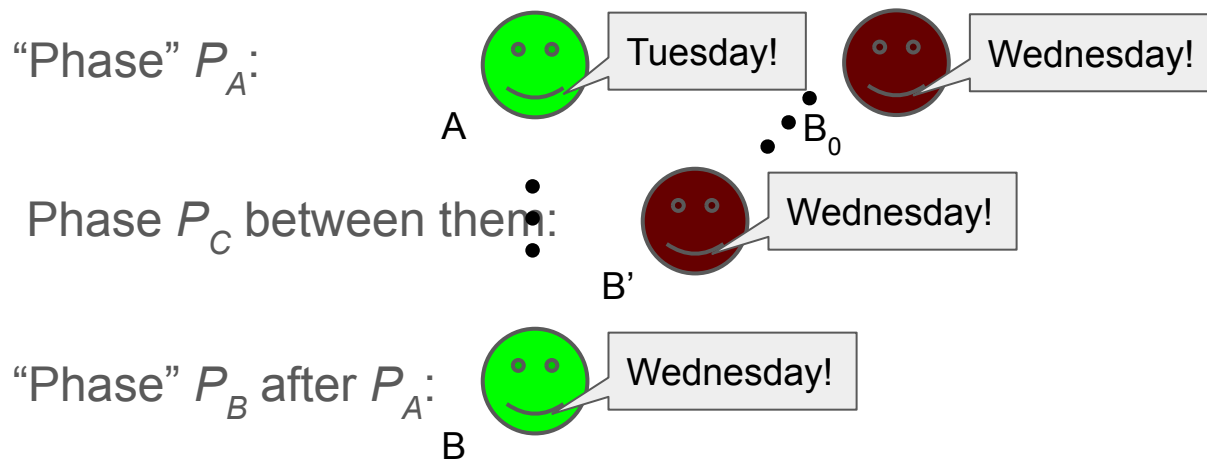 “Phase” P_A: Tuesday! Wednesday!
A B_0
Phase P_C between them: Wednesday!
B’
“Phase” P_B after P_A: Wednesday!
B